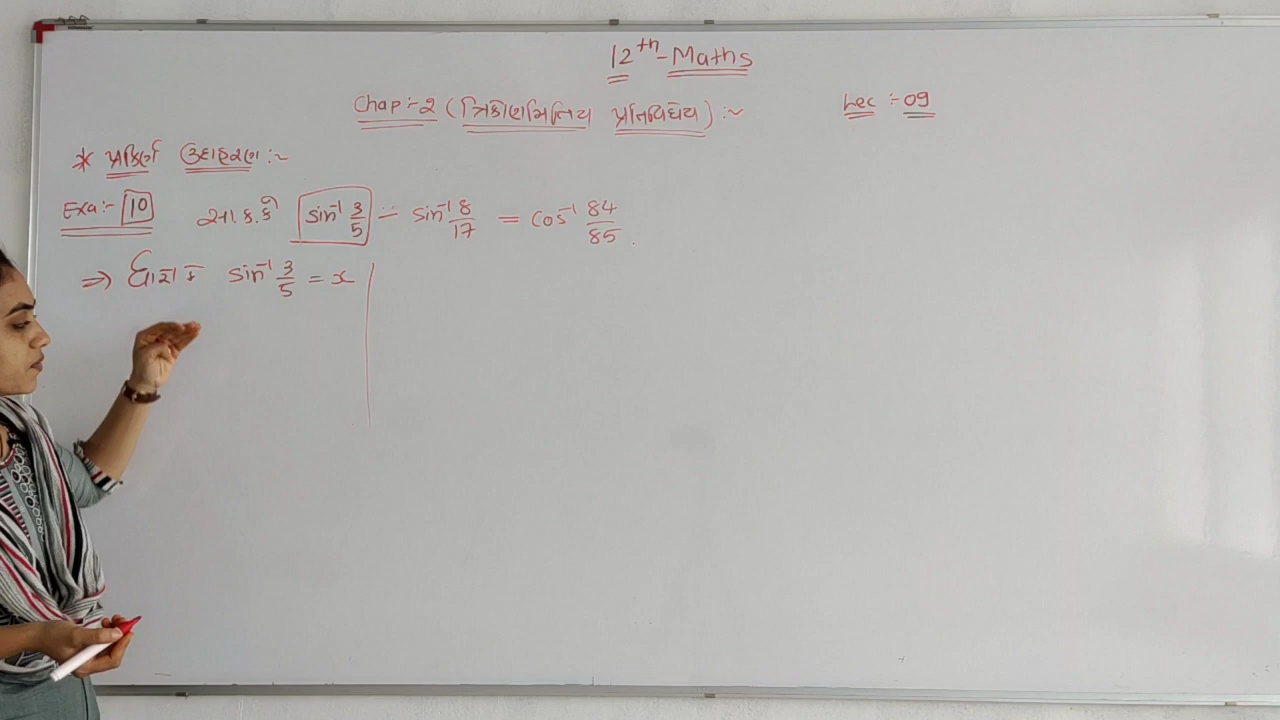 12th - Maths
Chap :- 2 (ત્રિકોણમિતિય પ્રતિવિધેય) :-
Lec :- 09
* પ્રકિર્ણ ઉદાહરણ :-
Exa :- 10 સા.ક.કે sin⁻¹ 3/5 - sin⁻¹ 8/17 = cos⁻¹ 84/85.
⇒ ધારો કે sin⁻¹ 3/5 = x